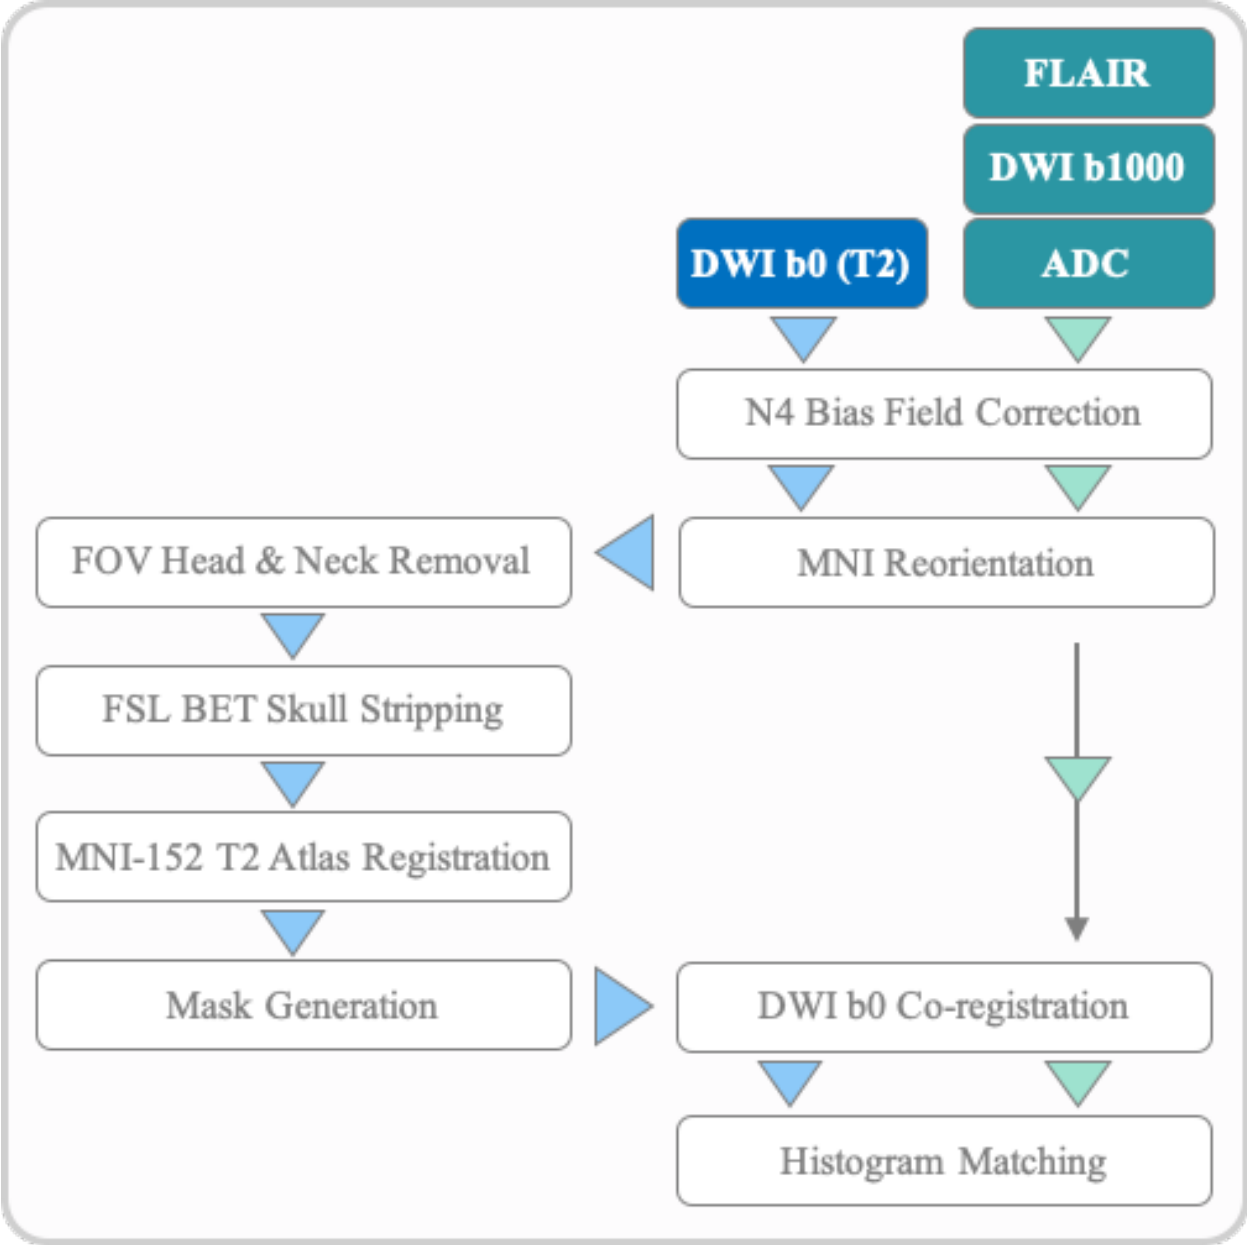 FLAIR
DWI b1000
DWI b0 (T2)
ADC
N4 Bias Field Correction
MNI Reorientation
FOV Head & Neck Removal
FSL BET Skull Stripping
MNI-152 T2 Atlas Registration
Mask Generation
DWI b0 Co-registration
Histogram Matching